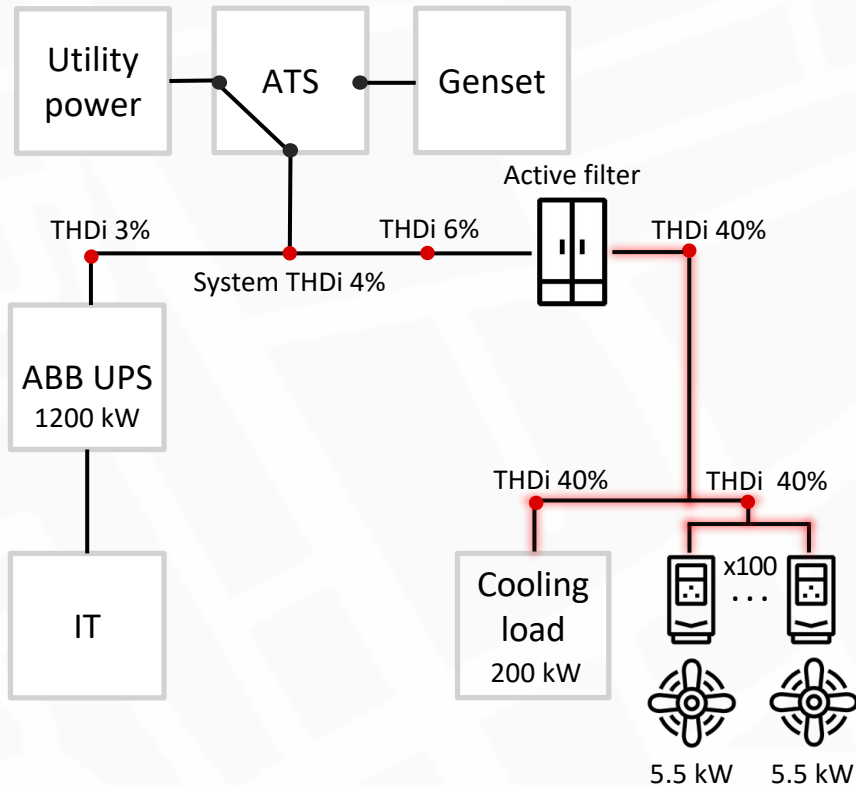 Utility
power
ATS
Genset
Active filter
THDi 3%
THDi 6%
THDi 40%
System THDi 4%
ABB UPS
1200 kW
THDi 40%
THDi  40%
IT
Cooling
load
200 kW
x100
...
5.5 kW
5.5 kW